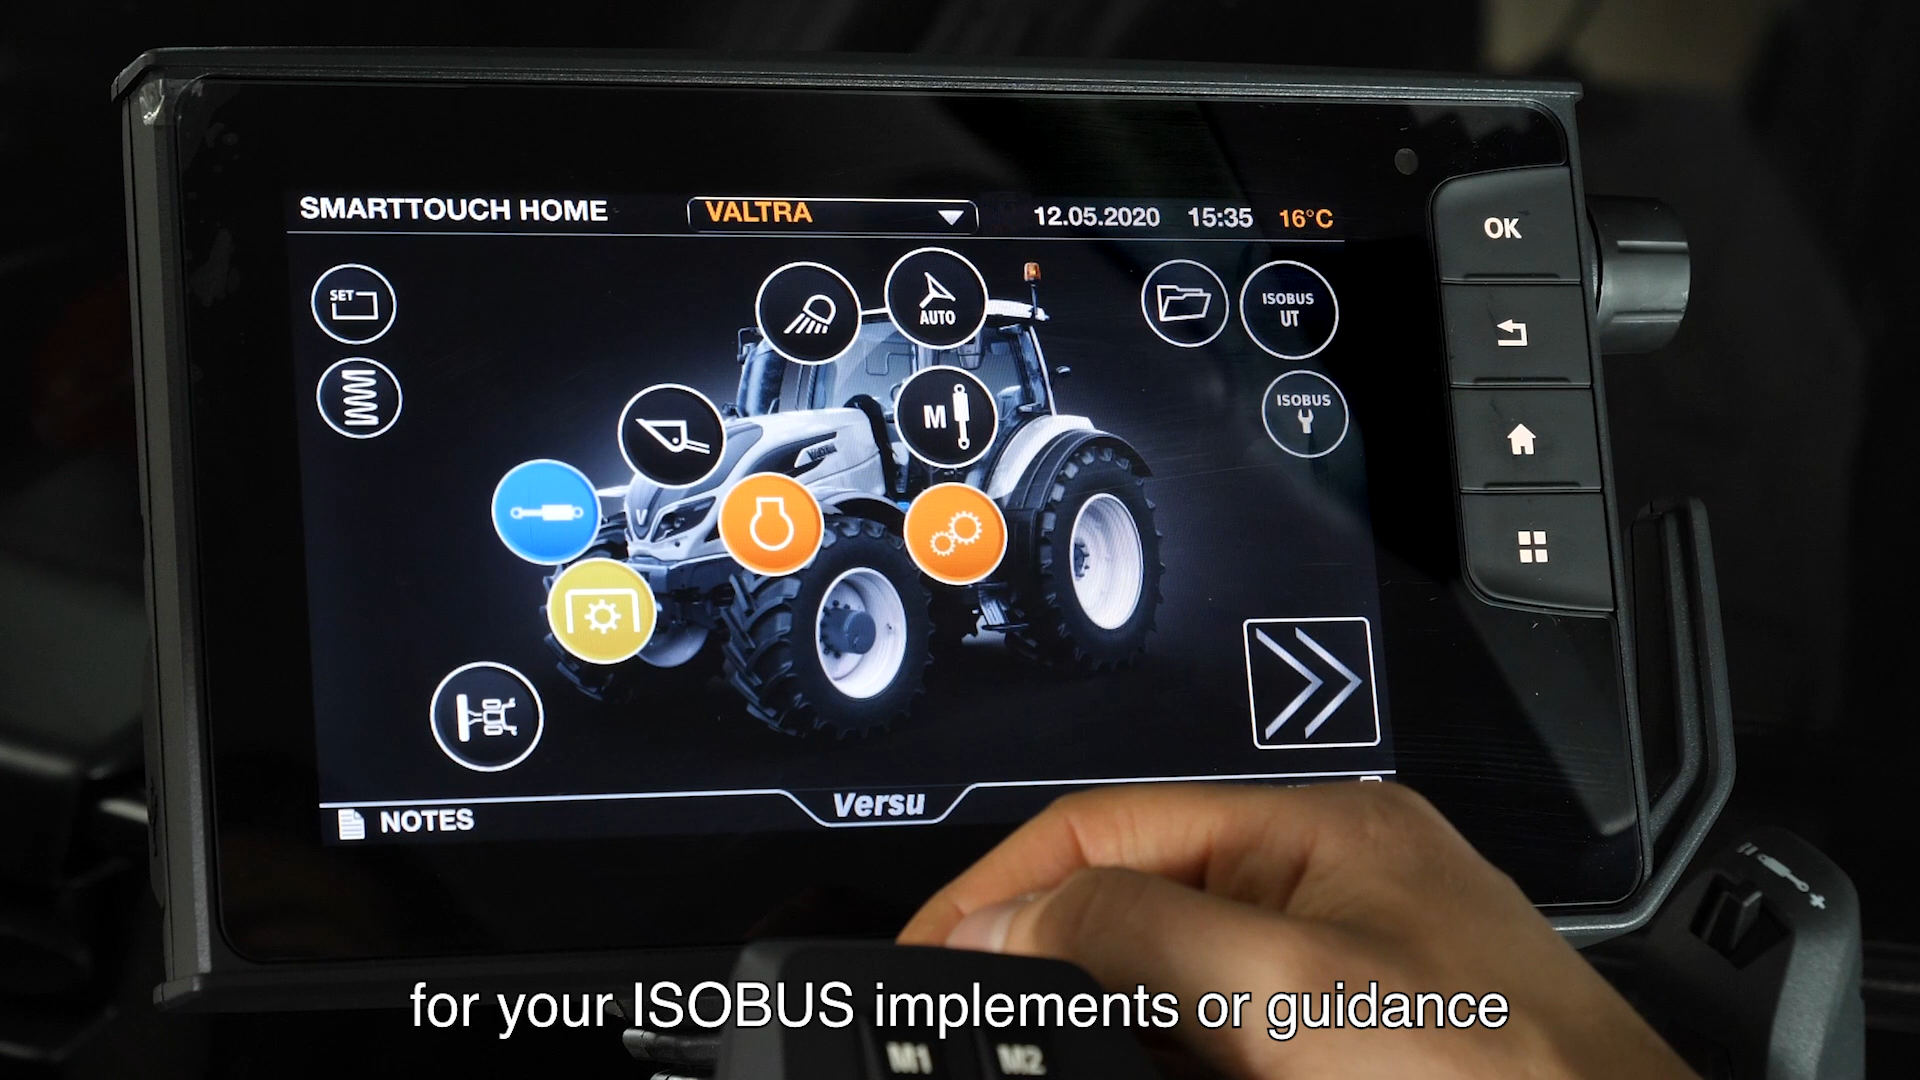 SMARTTOUCH HOME
VALTRA
12.05.2020 15:35 16°C
OK
SET
AUTO
ISOBUS
UT
M
ISOBUS
VALTRA
NOTES
Versu
for your ISOBUS implements or guidance
M1 M2